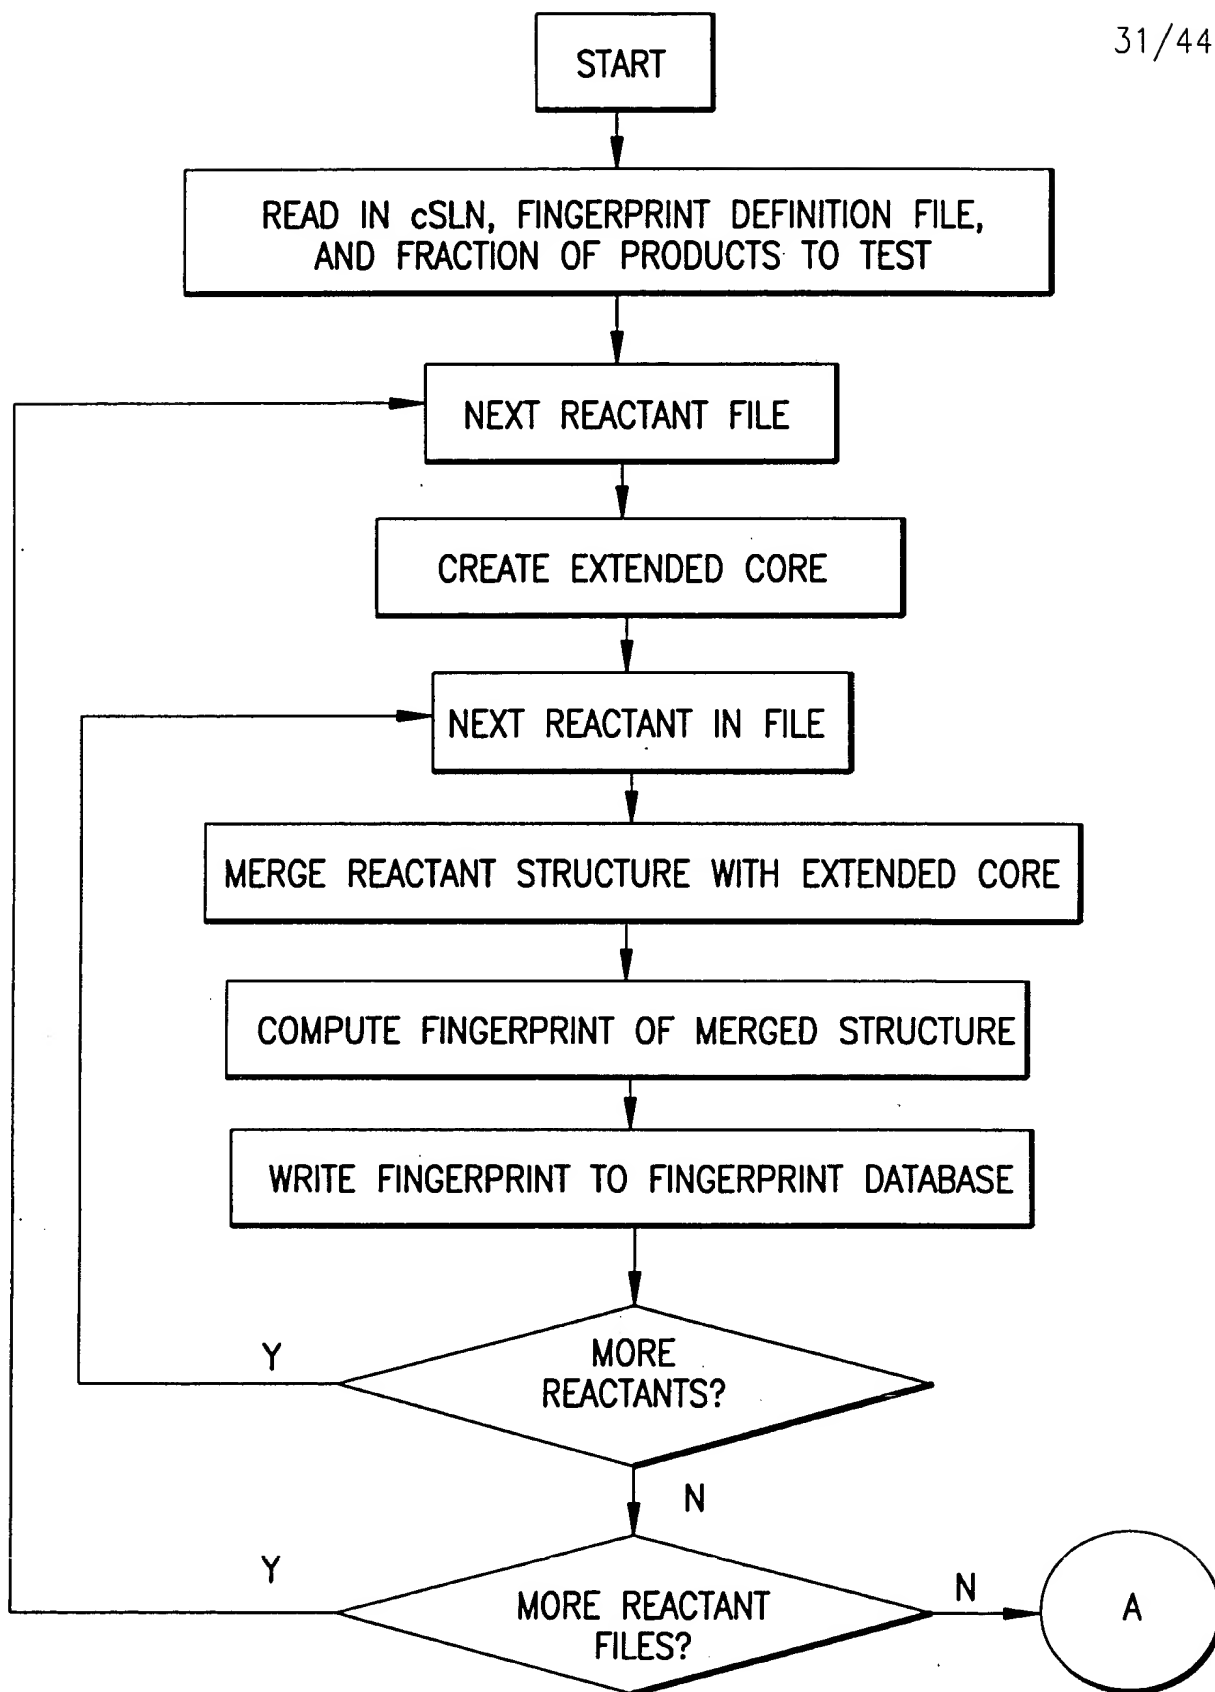 31/44
START
READ IN cSLN, FINGERPRINT DEFINITION FILE,
AND FRACTION OF PRODUCTS TO TEST
NEXT REACTANT FILE
CREATE EXTENDED CORE
NEXT REACTANT IN FILE
MERGE REACTANT STRUCTURE WITH EXTENDED CORE
COMPUTE FINGERPRINT OF MERGED STRUCTURE
WRITE FINGERPRINT TO FINGERPRINT DATABASE
Y
MORE
REACTANTS?
N
Y
MORE REACTANT
FILES?
N
A